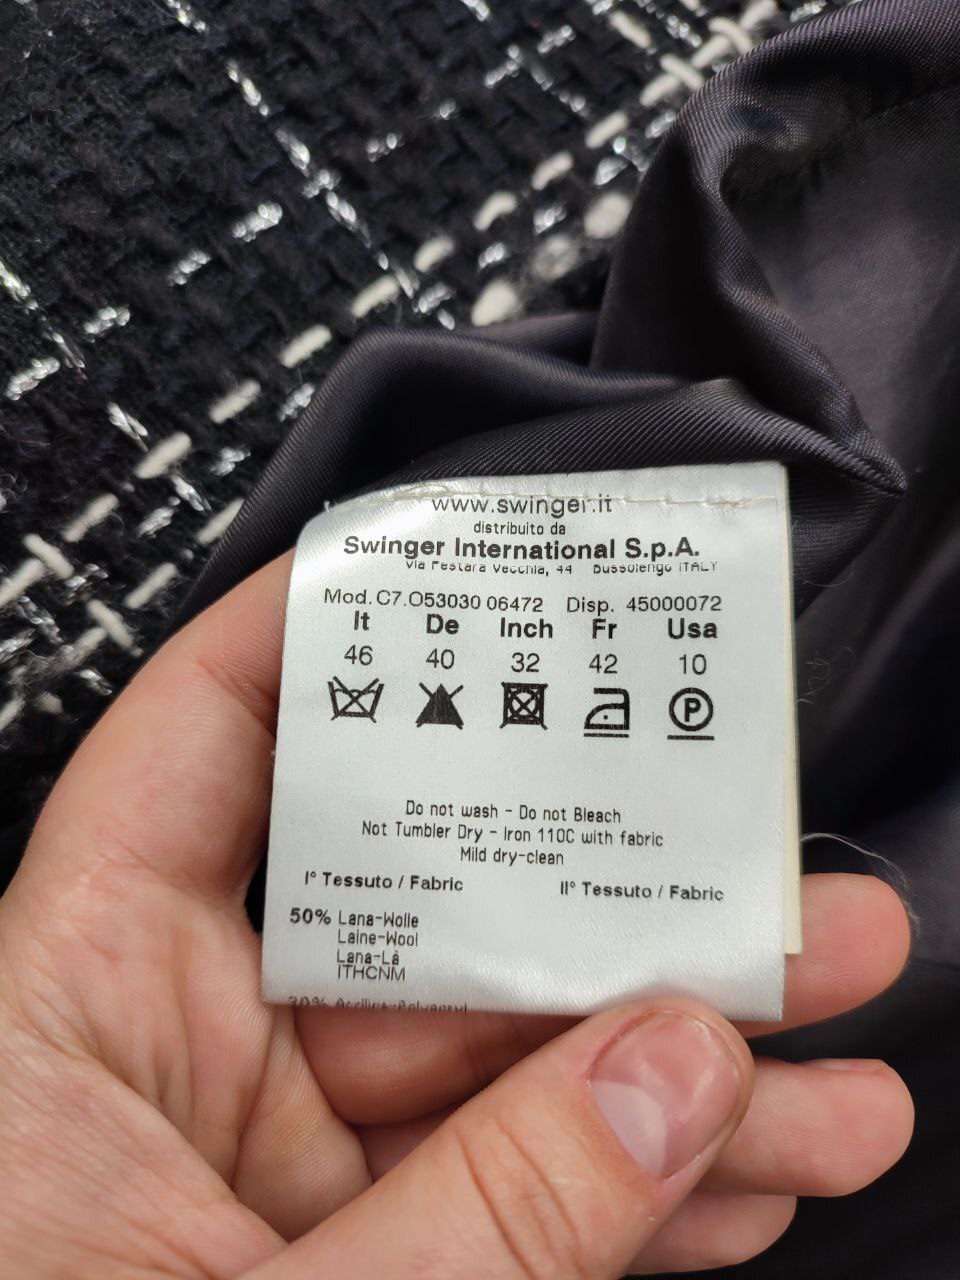 www.swinger.it
distribuito da
Swinger International S.p.A.
Via Festara Vecchia, 44 Bussolengo ITALY
Mod. C7.O53030 06472 Disp. 45000072
It De Inch Fr Usa
46 40 32 42 10
P
Do not wash - Do not Bleach
Not Tumbler Dry - Iron 110C with fabric
Mild dry-clean
I° Tessuto / Fabric II° Tessuto / Fabric
50% Lana-Wolle
Laine-Wool
Lana-Lã
ITHCNM